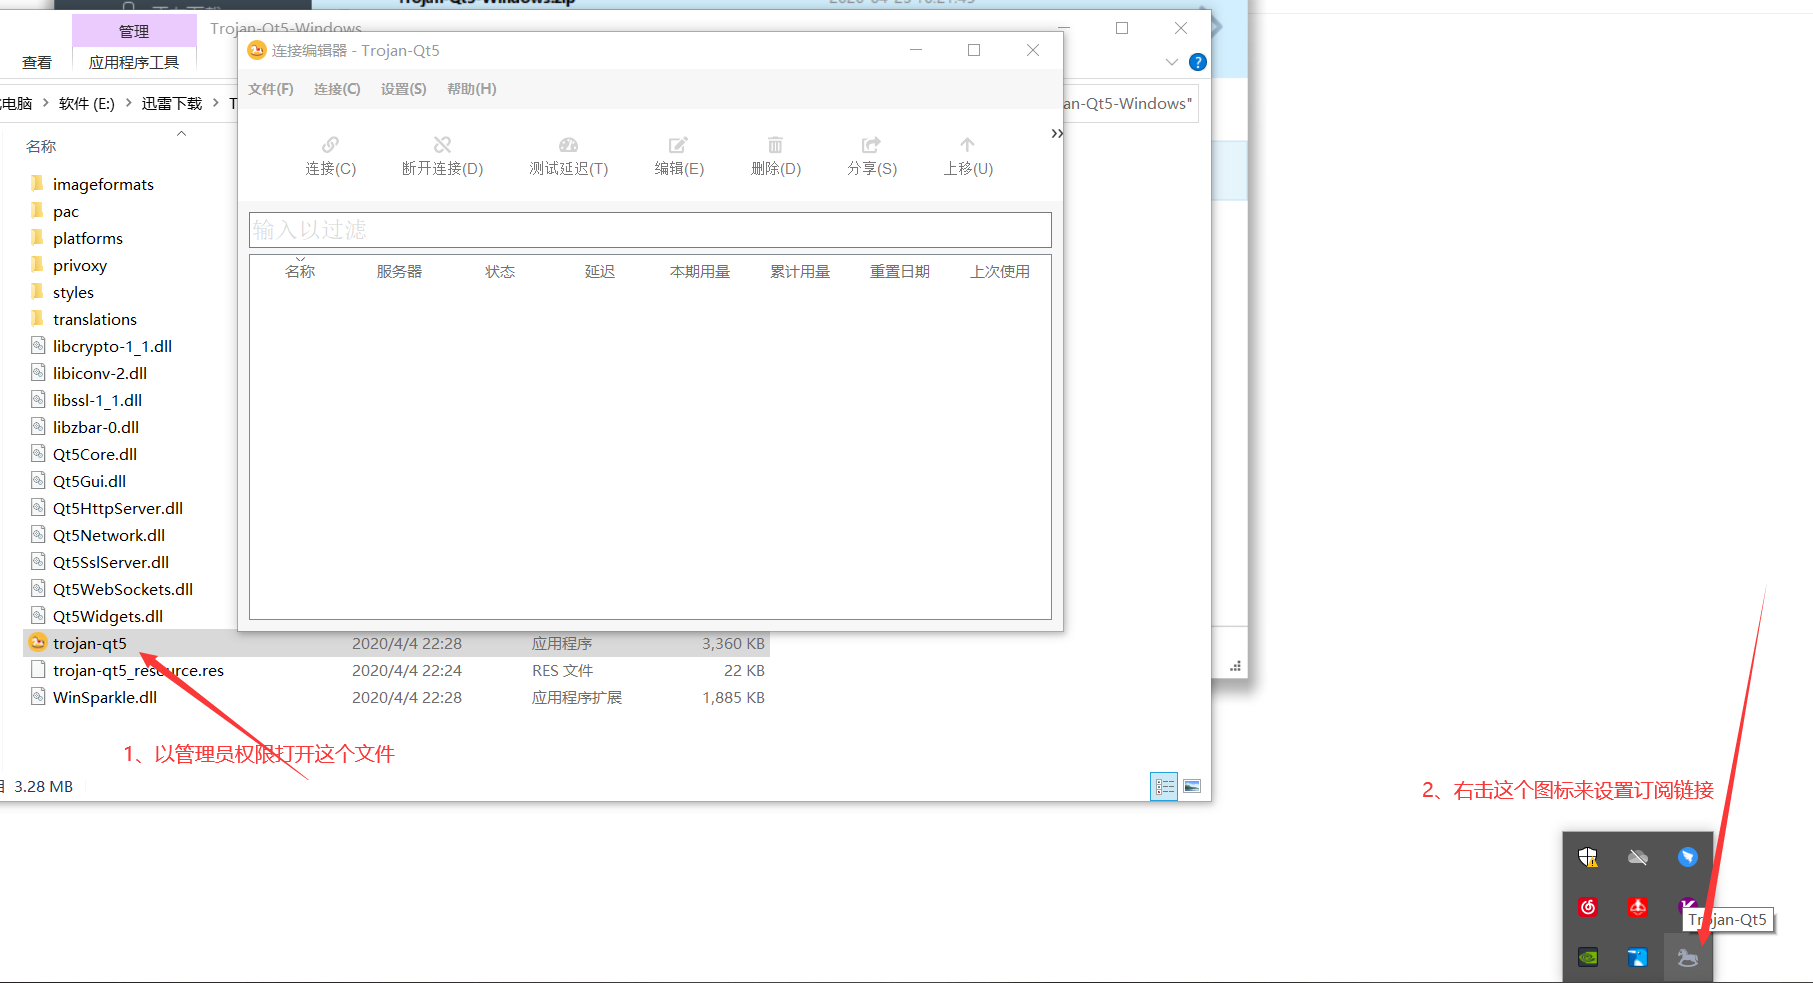 Trojan-Qt5-Windows.zip
管理
Trojan-Qt5-Windows
查看
应用程序工具
电脑 > 软件 (E:) > 迅雷下载 > T
an-Qt5-Windows"
名称
imageformats
pac
platforms
privoxy
styles
translations
libcrypto-1_1.dll
libiconv-2.dll
libssl-1_1.dll
libzbar-0.dll
Qt5Core.dll
Qt5Gui.dll
Qt5HttpServer.dll
Qt5Network.dll
Qt5SslServer.dll
Qt5WebSockets.dll
Qt5Widgets.dll
trojan-qt5 2020/4/4 22:28 应用程序 3,360 KB
trojan-qt5_resource.res 2020/4/4 22:24 RES 文件 22 KB
WinSparkle.dll 2020/4/4 22:28 应用程序扩展 1,885 KB
3.28 MB
连接编辑器 - Trojan-Qt5
文件(F) 连接(C) 设置(S) 帮助(H)
连接(C) 断开连接(D) 测试延迟(T) 编辑(E) 删除(D) 分享(S) 上移(U)
输入以过滤
名称 服务器 状态 延迟 本期用量 累计用量 重置日期 上次使用
1、以管理员权限打开这个文件
2、右击这个图标来设置订阅链接
Trojan-Qt5